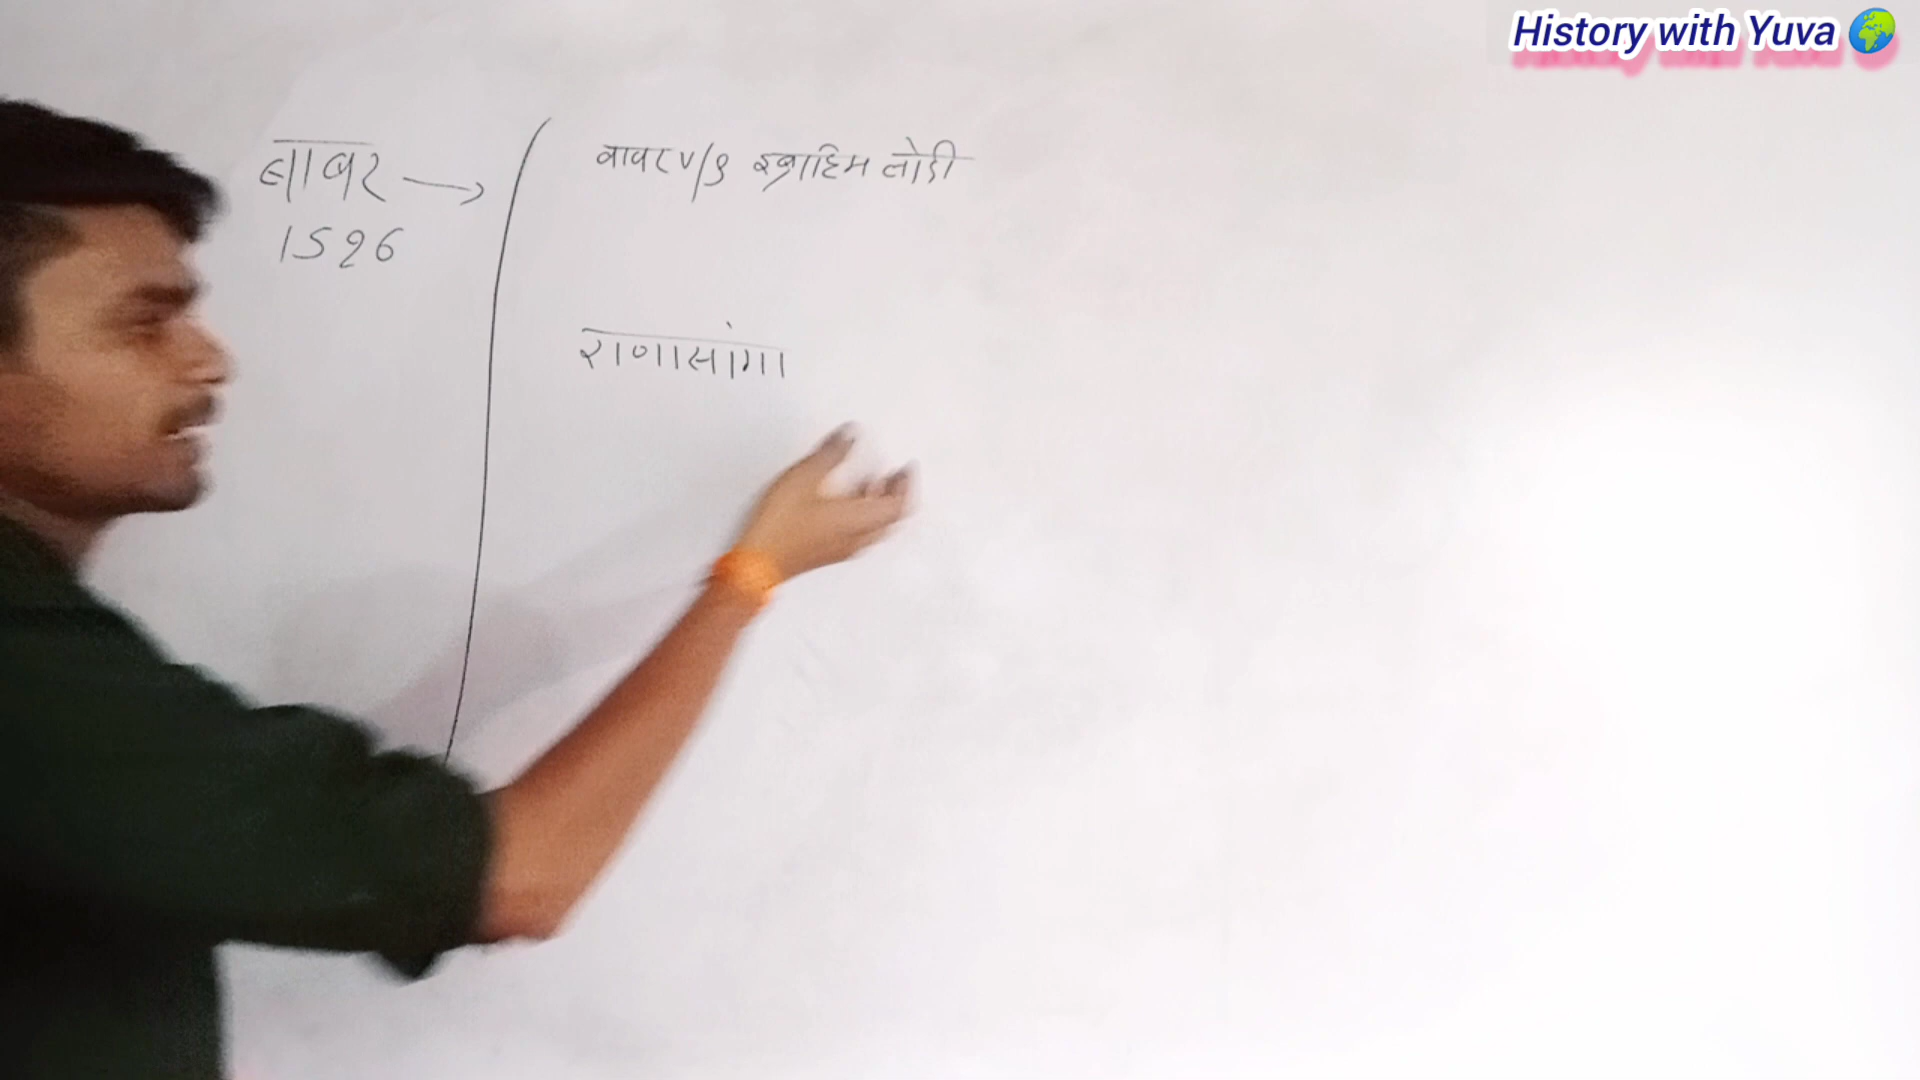 History with Yuva
बाबर →
1526
बाबर v/s इब्राहिम लोदी
राणासांगा